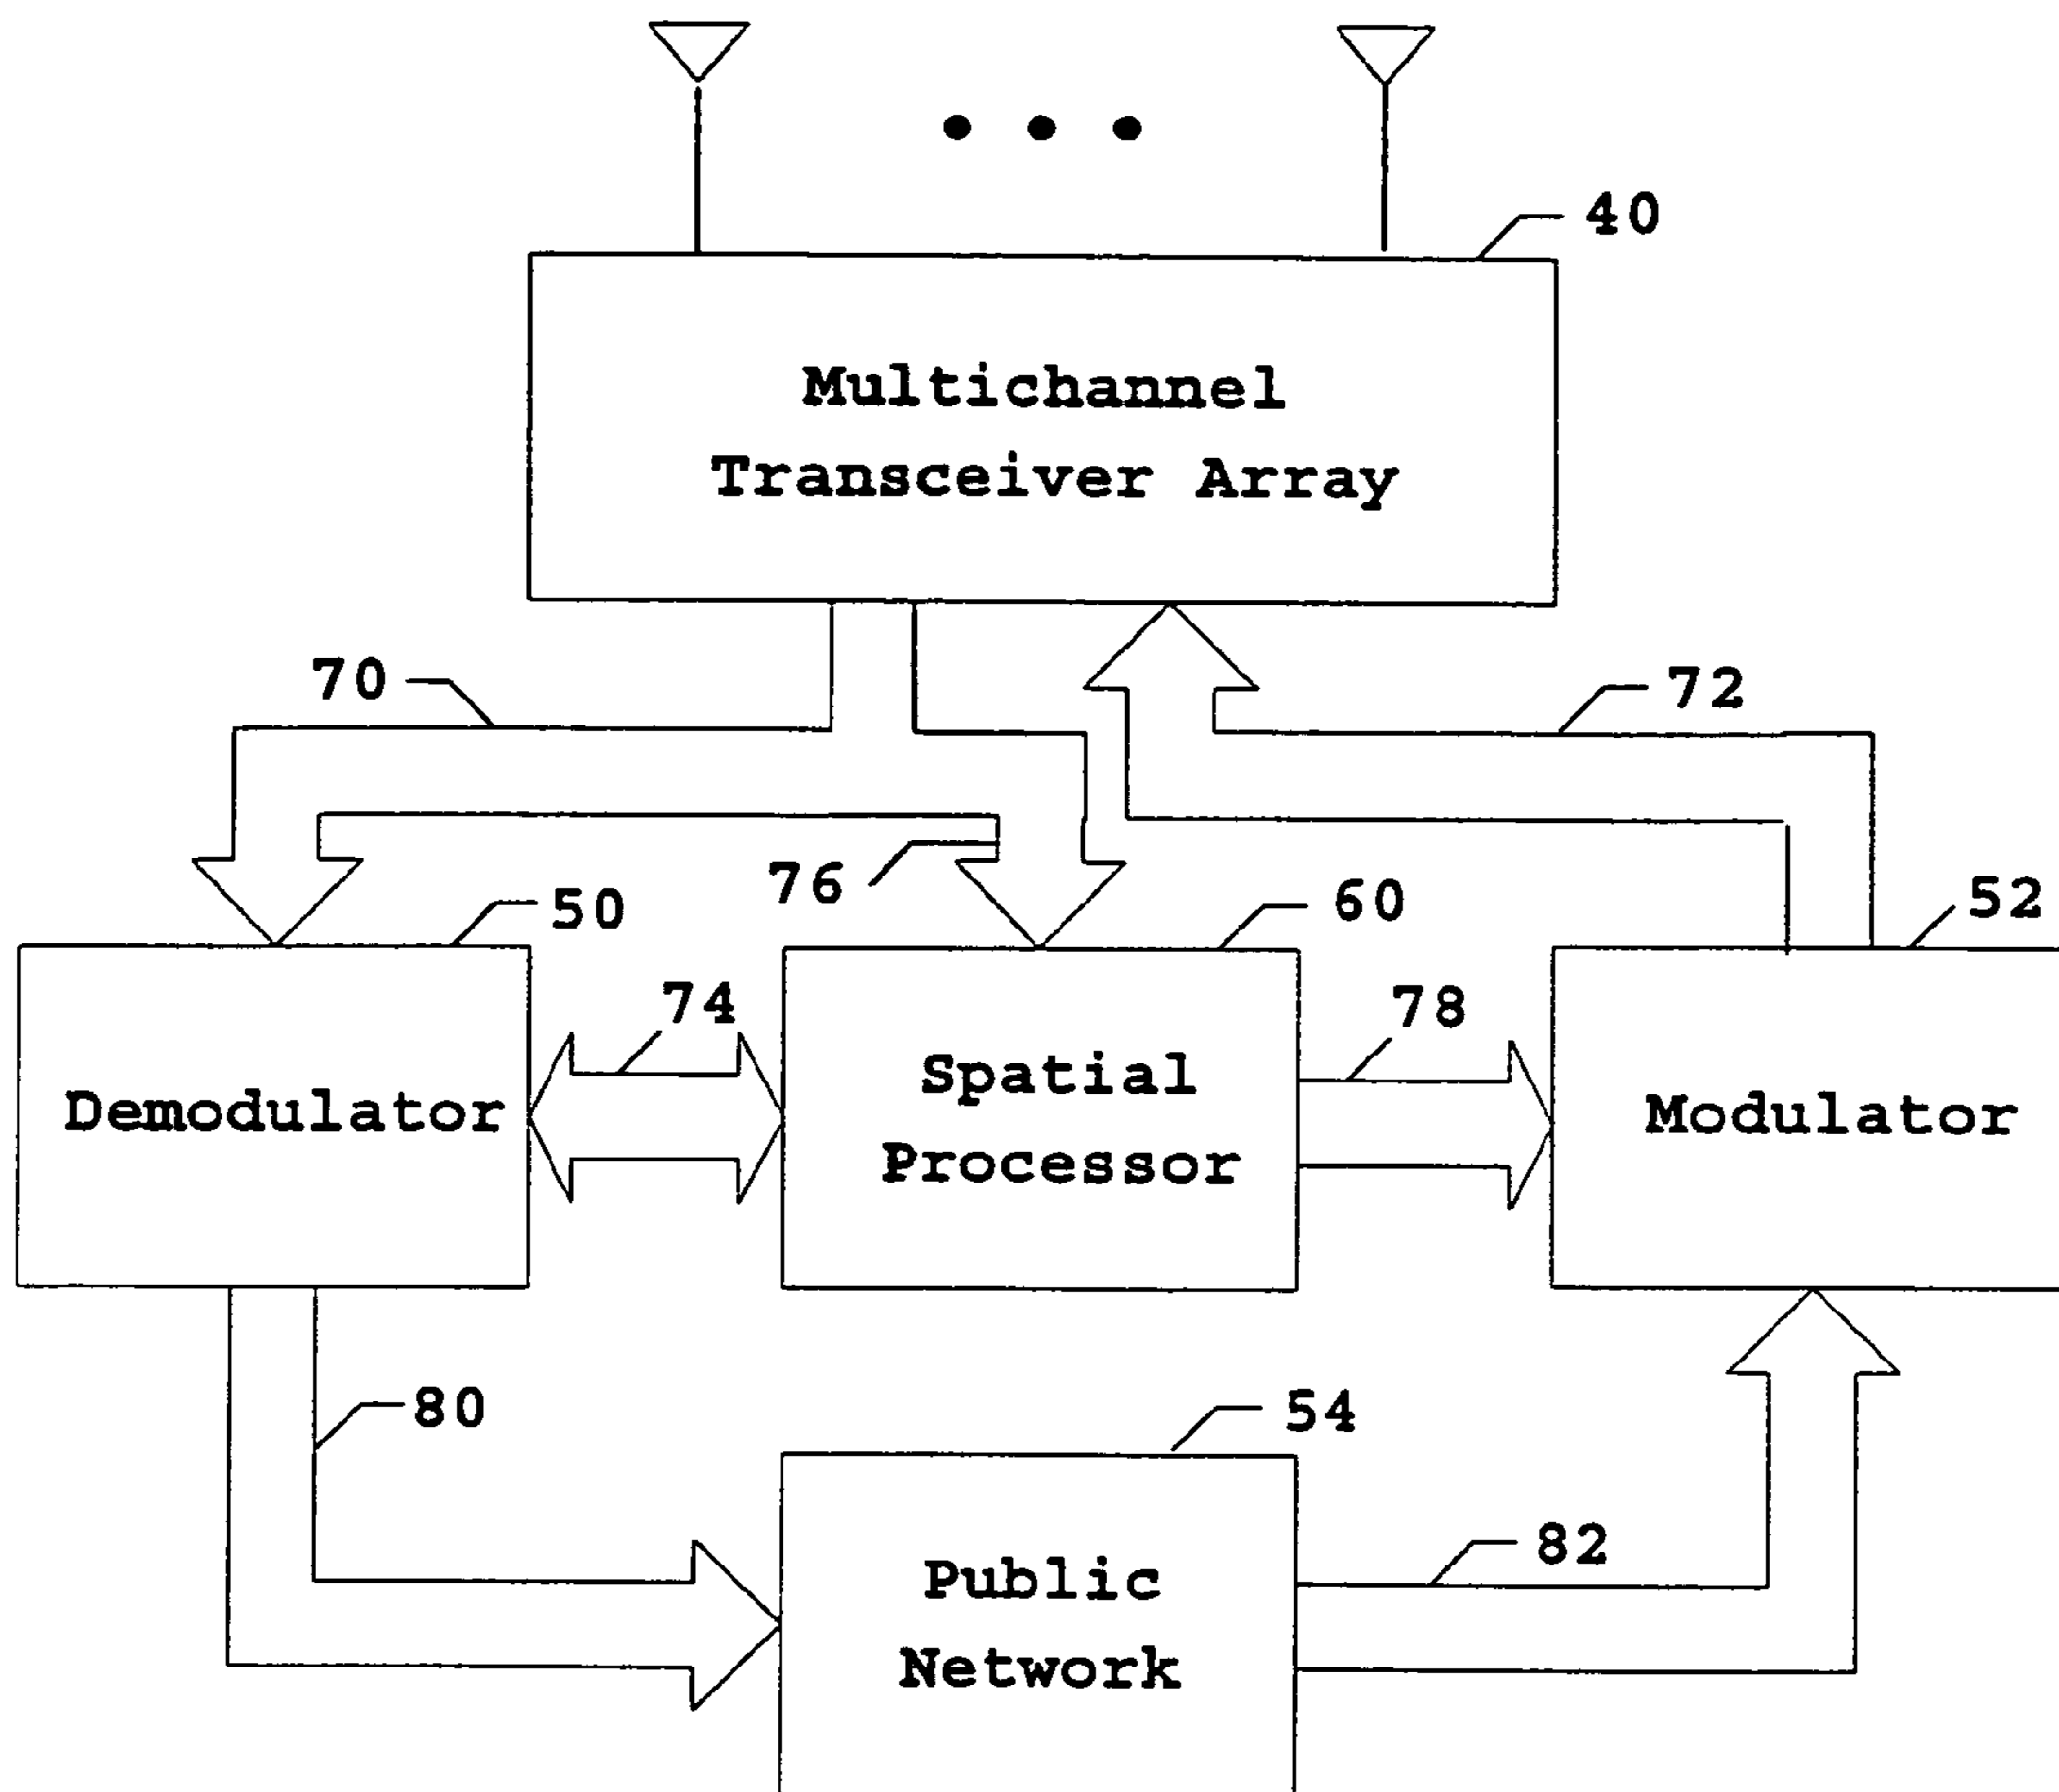 40
Multichannel
Transceiver Array
70
72
76
50
60
52
74
78
Demodulator
Spatial
Processor
Modulator
80
54
82
Public
Network